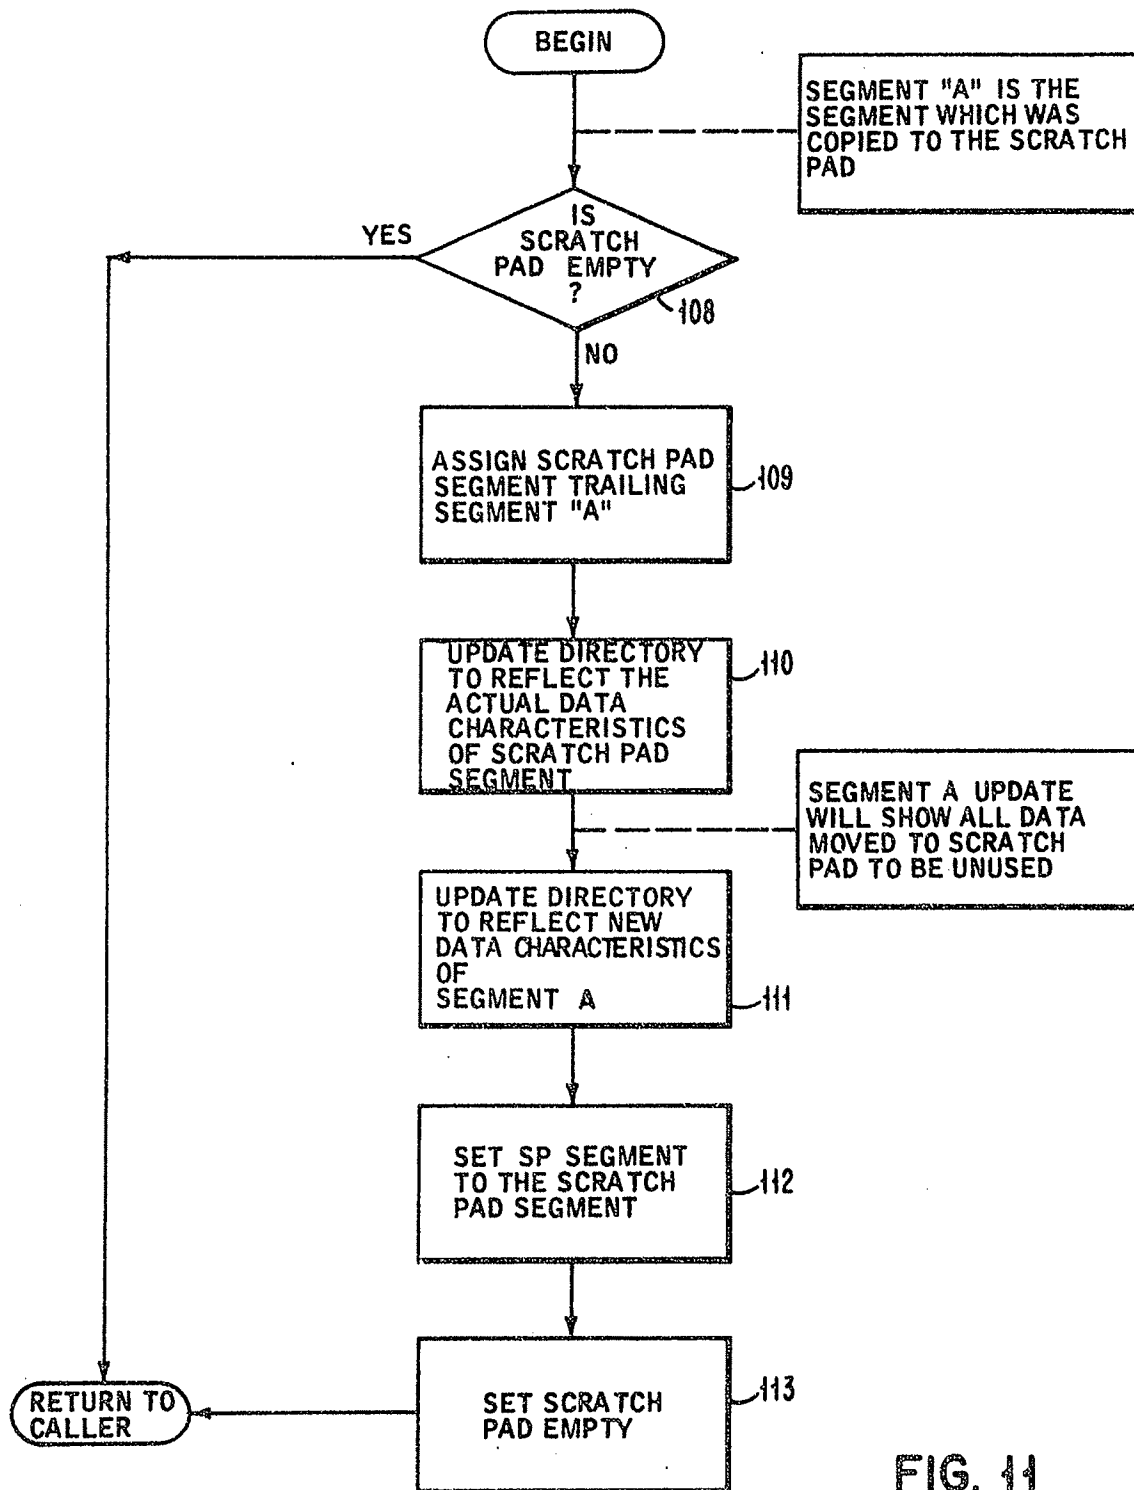 BEGIN
SEGMENT "A" IS THE
SEGMENT WHICH WAS
COPIED TO THE SCRATCH
PAD
YES
IS
SCRATCH
PAD EMPTY
?
108
NO
ASSIGN SCRATCH PAD
SEGMENT TRAILING
SEGMENT "A"
109
UPDATE DIRECTORY
TO REFLECT THE
ACTUAL DATA
CHARACTERISTICS
OF SCRATCH PAD
SEGMENT
110
SEGMENT A UPDATE
WILL SHOW ALL DATA
MOVED TO SCRATCH
PAD TO BE UNUSED
UPDATE DIRECTORY
TO REFLECT NEW
DATA CHARACTERISTICS
OF
SEGMENT A
111
SET SP SEGMENT
TO THE SCRATCH
PAD SEGMENT
112
SET SCRATCH
PAD EMPTY
113
RETURN TO
CALLER
FIG. 11